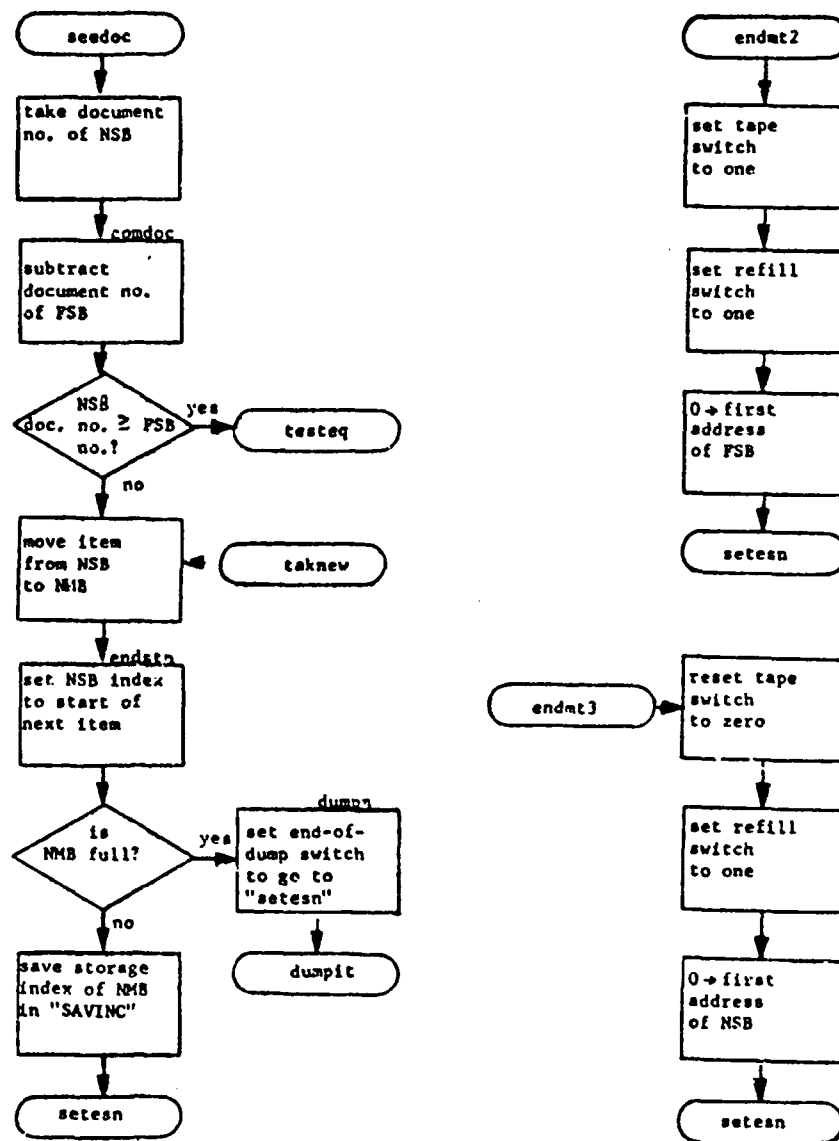 seedoc
take document
no. of NSB
comdoc
subtract
document no.
of FSB
NSB
doc. no. ≥ FSB
no.?
yes
testeq
no
move item
from NSB
to NMB
taknew
endstn
set NSB index
to start of
next item
is
NMB full?
yes
dumpn
set end-of-
dump switch
to go to
"setesn"
dumpit
no
save storage
index of NMB
in "SAVINC"
setesn
endmt2
set tape
switch
to one
set refill
switch
to one
0→first
address
of FSB
setesn
endmt3
reset tape
switch
to zero
set refill
switch
to one
0→first
address
of NSB
setesn